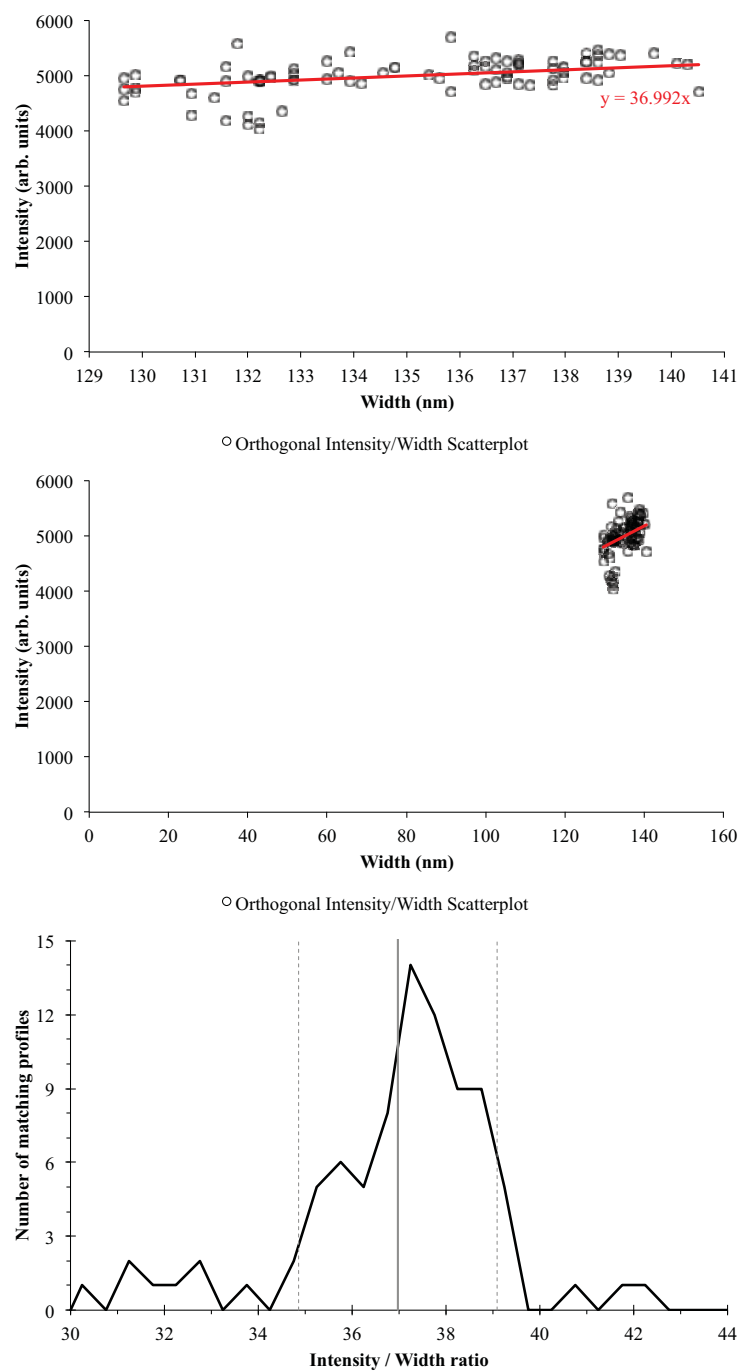 6000
5000
4000
3000
2000
1000
0
Intensity (arb. units)
y = 36.992x
129 130 131 132 133 134 135 136 137 138 139 140 141
Width (nm)
Orthogonal Intensity/Width Scatterplot
6000
5000
4000
3000
2000
1000
0
Intensity (arb. units)
0 20 40 60 80 100 120 140 160
Width (nm)
Orthogonal Intensity/Width Scatterplot
15
12
9
6
3
0
Number of matching profiles
30 32 34 36 38 40 42 44
Intensity / Width ratio